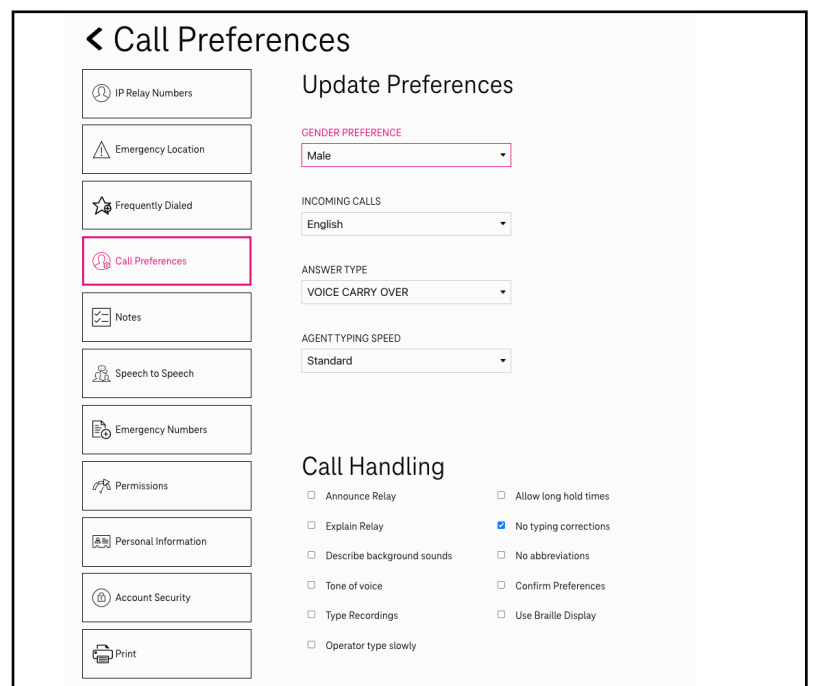 Call Preferences
IP Relay Numbers
Emergency Location
Frequently Dialed
Call Preferences
Notes
Speech to Speech
Emergency Numbers
Permissions
Personal Information
Account Security
Print
Update Preferences
GENDER PREFERENCE
Male
INCOMING CALLS
English
ANSWER TYPE
VOICE CARRY OVER
AGENT TYPING SPEED
Standard
Call Handling
Announce Relay
Explain Relay
Describe background sounds
Tone of voice
Type Recordings
Operator type slowly
Allow long hold times
No typing corrections
No abbreviations
Confirm Preferences
Use Braille Display